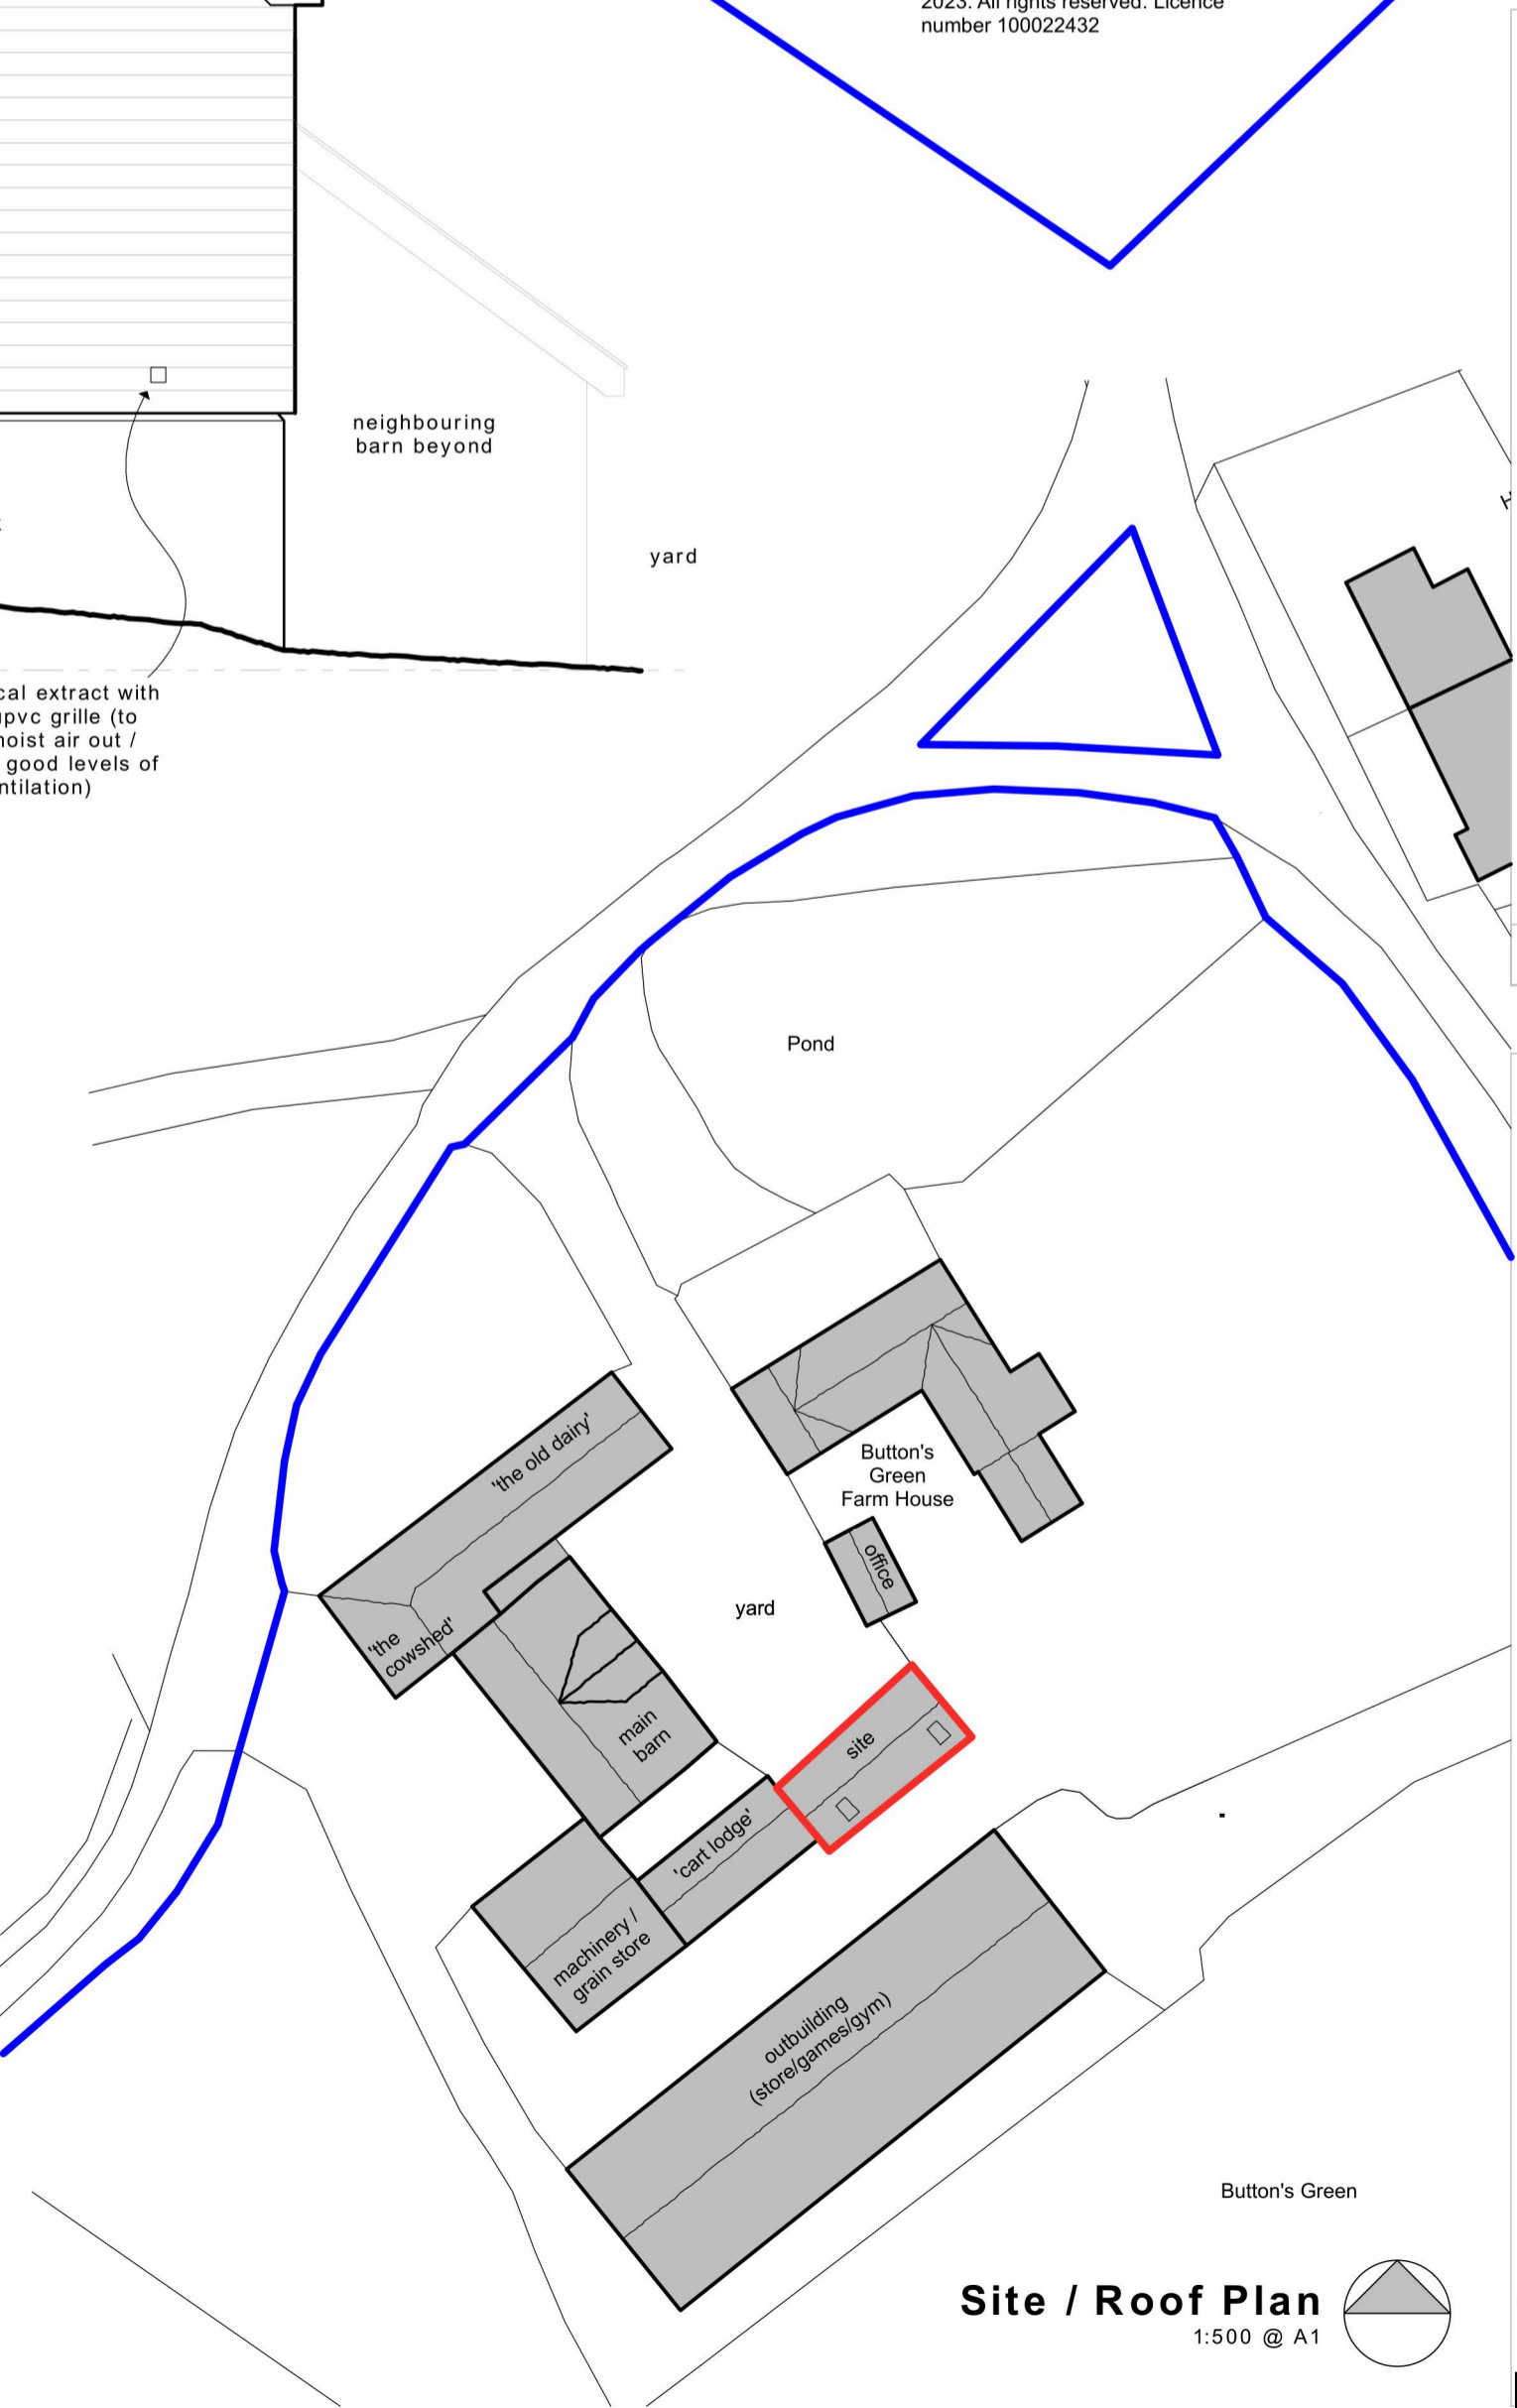 2023. All rights reserved. Licence
number 100022432
neighbouring
barn beyond
yard
cal extract with
upvc grille (to
moist air out /
good levels of
ntilation)
Pond
'the old dairy'
Button's
Green
Farm House
office
'the
cowshed'
yard
main
barn
site
'cart lodge'
machinery /
grain store
outbuilding
(store/games/gym)
Button's Green
Site / Roof Plan
1:500 @ A1